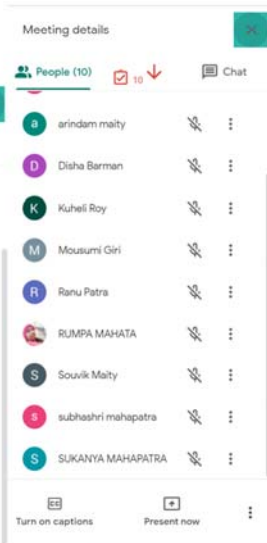 Meeting details
People (10)
10
Chat
a
arindam maity
D
Disha Barman
K
Kuheli Roy
M
Mousumi Giri
R
Ranu Patra
RUMPA MAHATA
S
Souvik Maity
s
subhashri mahapatra
S
SUKANYA MAHAPATRA
CC
Turn on captions
Present now